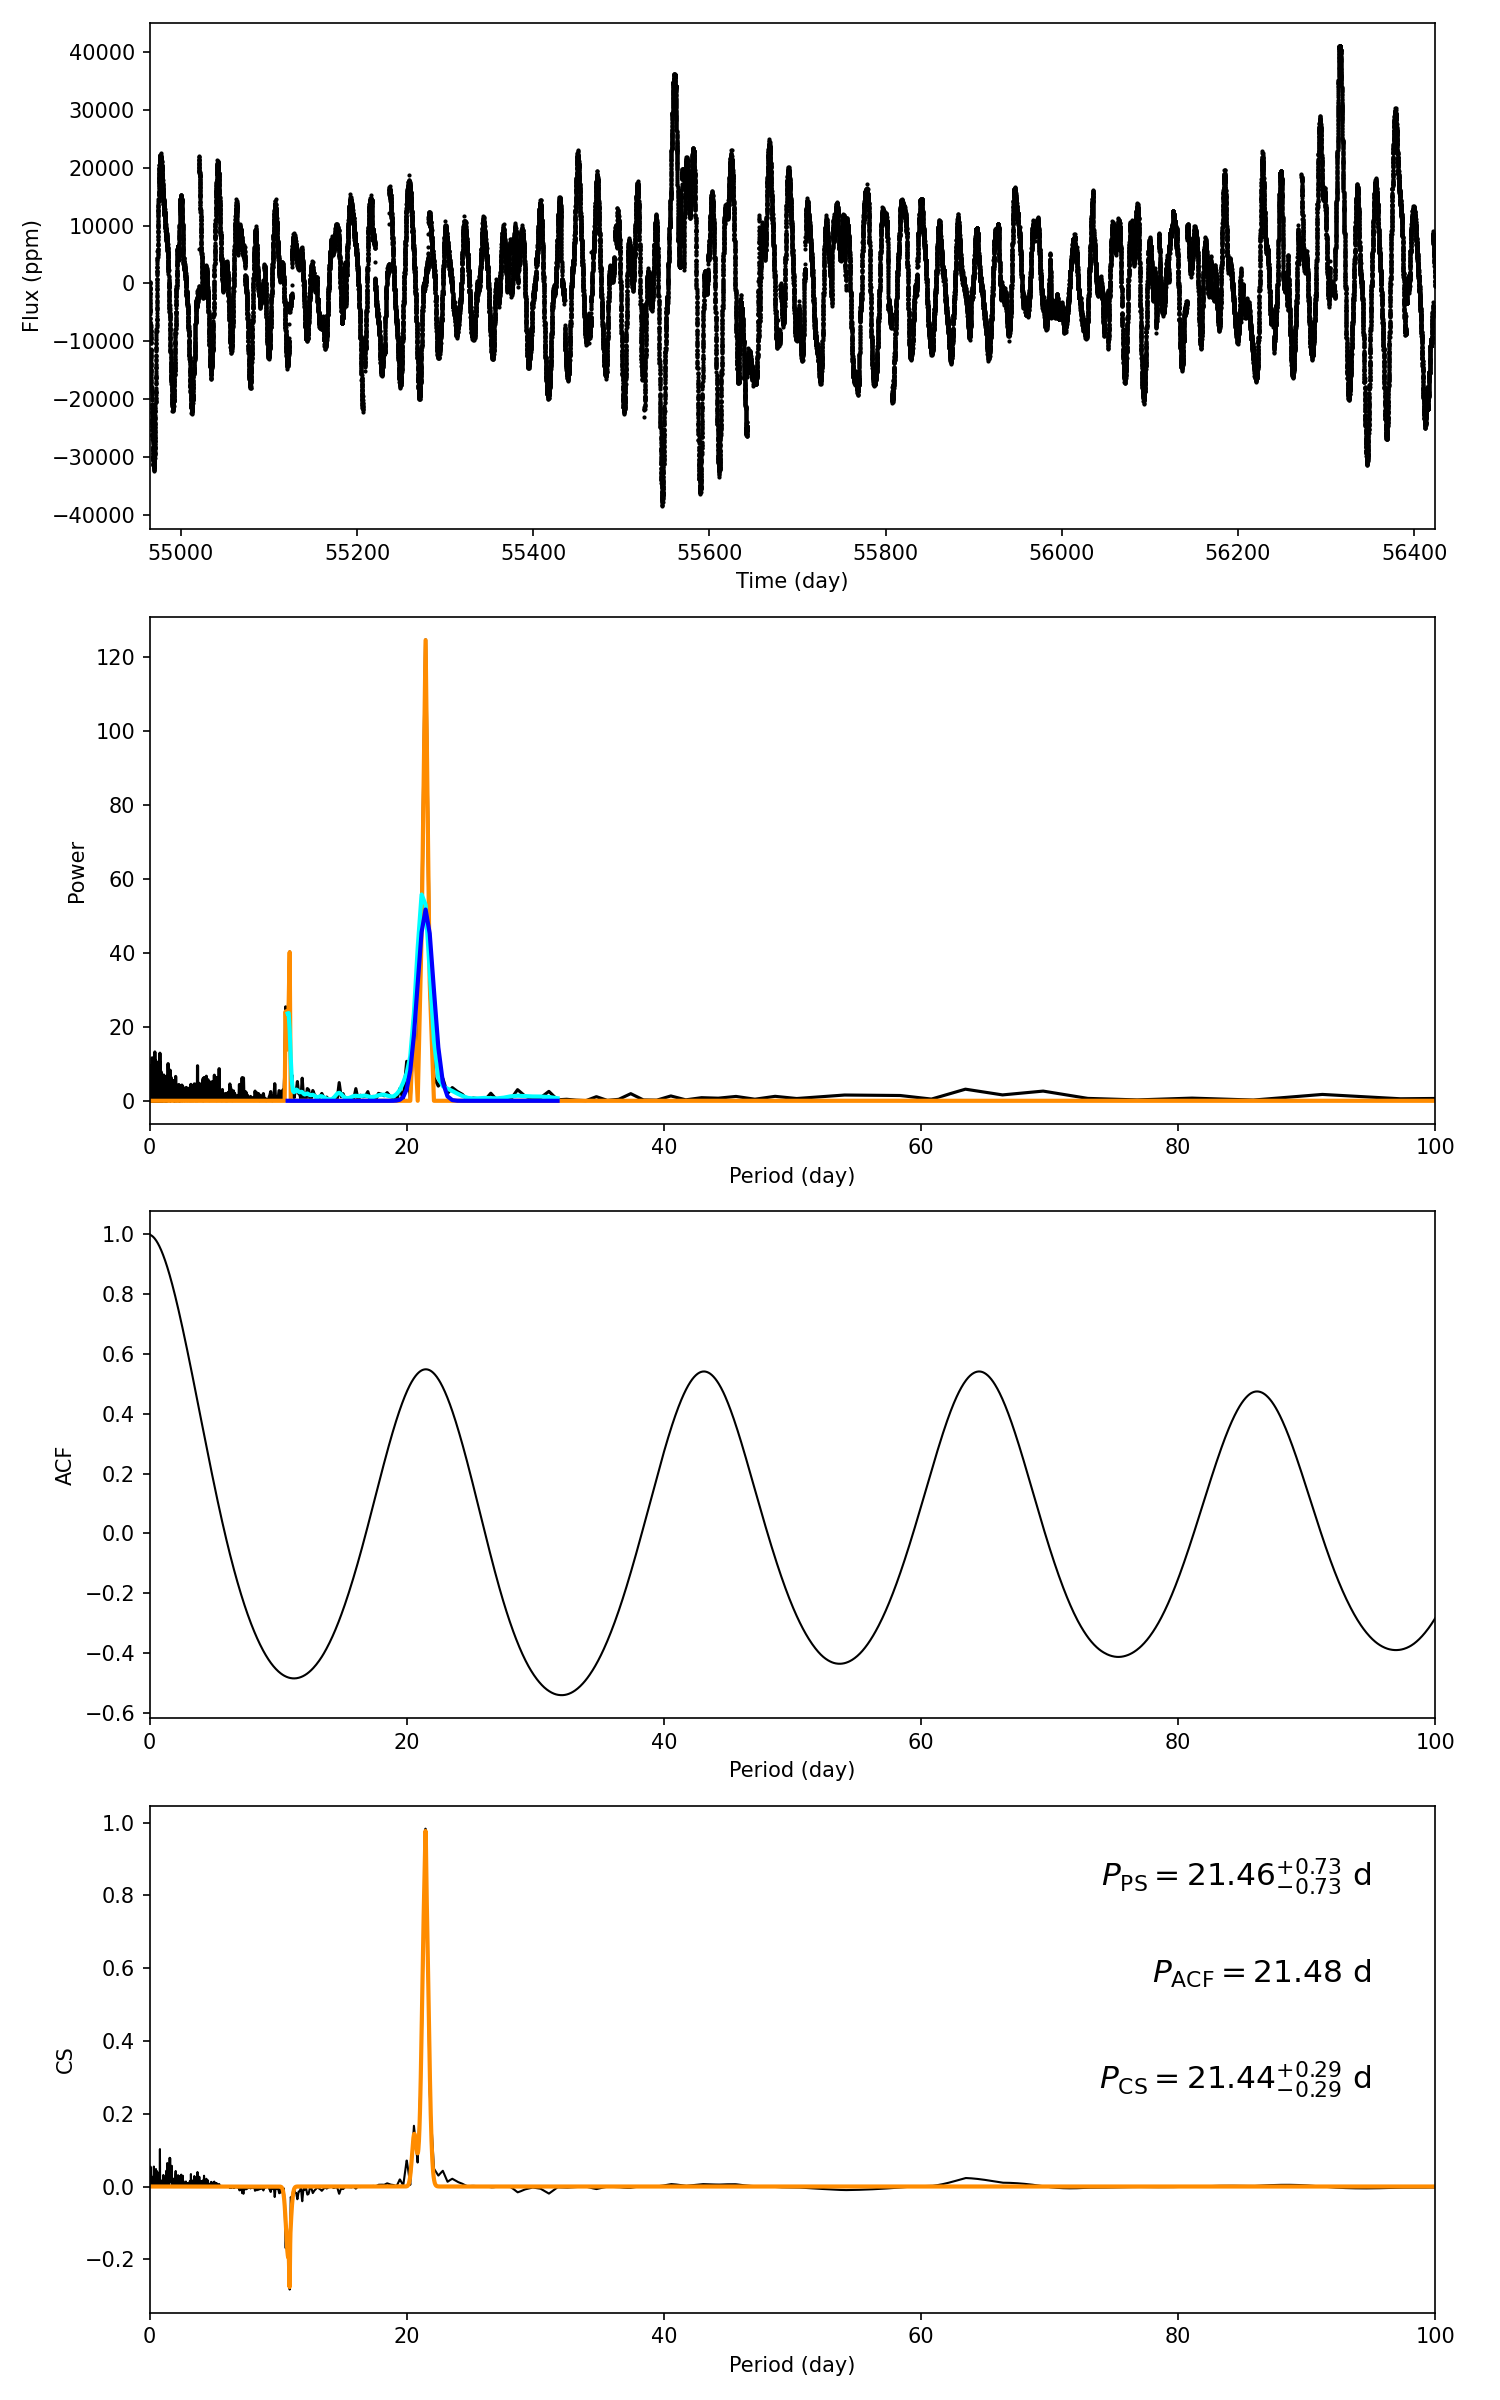 40000
30000
20000
10000
0
−10000
−20000
−30000
−40000
Flux (ppm)
55000 55200 55400 55600 55800 56000 56200 56400
Time (day)
120
100
80
60
40
20
0
Power
0 20 40 60 80 100
Period (day)
1.0
0.8
0.6
0.4
0.2
0.0
−0.2
−0.4
−0.6
ACF
0 20 40 60 80 100
Period (day)
1.0
0.8
0.6
0.4
0.2
0.0
−0.2
CS
P_PS = 21.46 +0.73 −0.73 d
P_ACF = 21.48 d
P_CS = 21.44 +0.29 −0.29 d
0 20 40 60 80 100
Period (day)